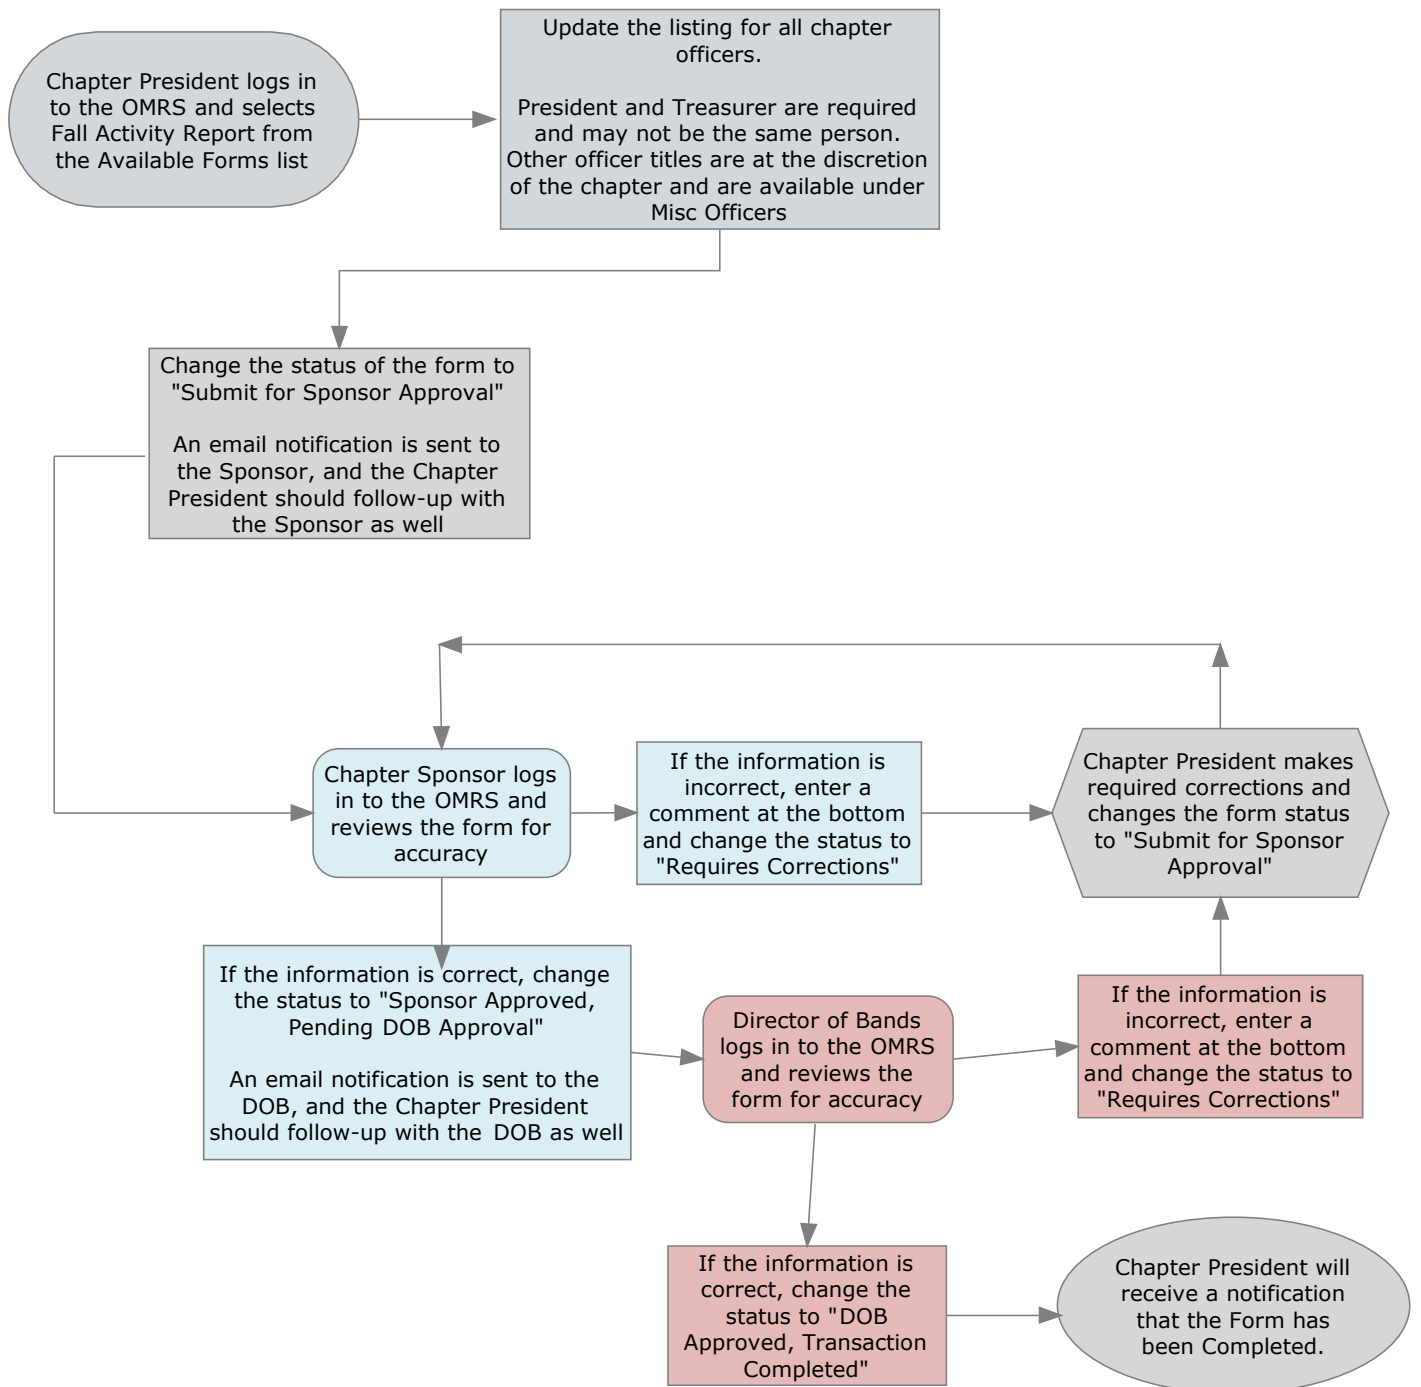 Chapter President logs in
to the OMRS and selects
Fall Activity Report from
the Available Forms list
Update the listing for all chapter
officers.
President and Treasurer are required
and may not be the same person.
Other officer titles are at the discretion
of the chapter and are available under
Misc Officers
Change the status of the form to
"Submit for Sponsor Approval"
An email notification is sent to
the Sponsor, and the Chapter
President should follow-up with
the Sponsor as well
Chapter Sponsor logs
in to the OMRS and
reviews the form for
accuracy
If the information is
incorrect, enter a
comment at the bottom
and change the status to
"Requires Corrections"
Chapter President makes
required corrections and
changes the form status
to "Submit for Sponsor
Approval"
If the information is correct, change
the status to "Sponsor Approved,
Pending DOB Approval"
An email notification is sent to the
DOB, and the Chapter President
should follow-up with the DOB as well
Director of Bands
logs in to the OMRS
and reviews the
form for accuracy
If the information is
incorrect, enter a
comment at the bottom
and change the status to
"Requires Corrections"
If the information is
correct, change the
status to "DOB
Approved, Transaction
Completed"
Chapter President will
receive a notification
that the Form has
been Completed.